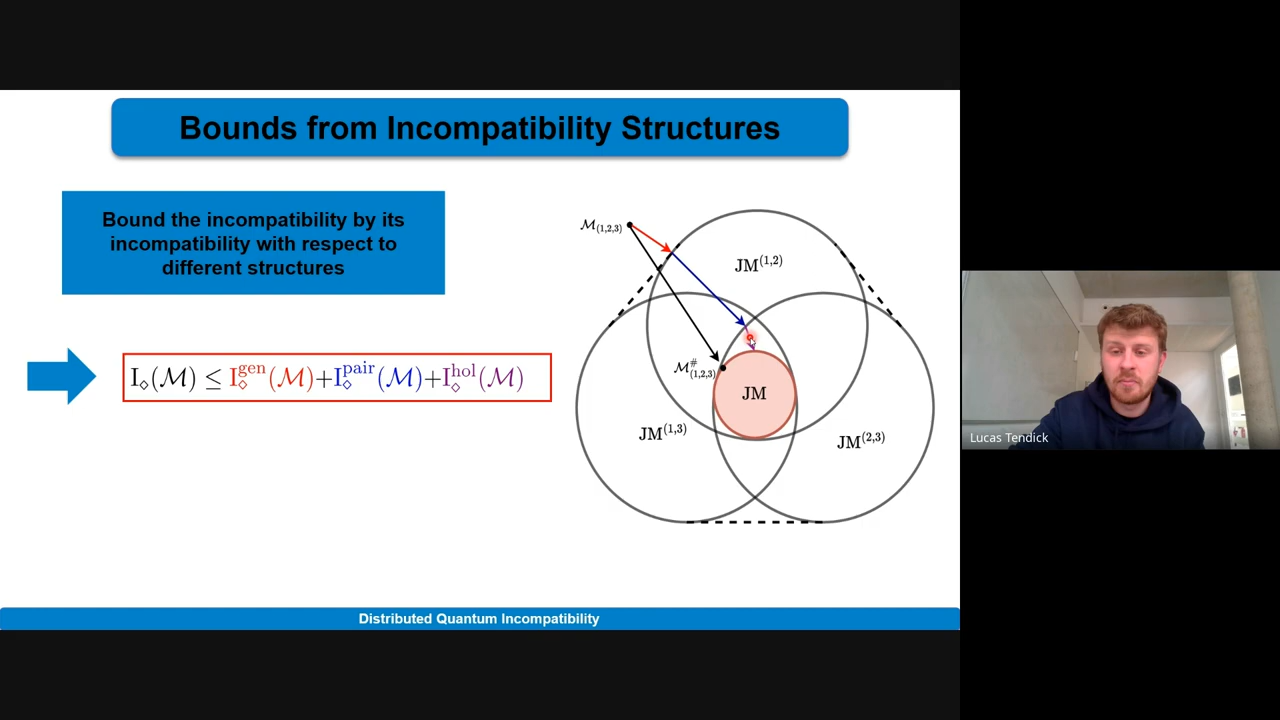 Bounds from Incompatibility Structures
Bound the incompatibility by its
incompatibility with respect to
different structures
I⋄(ℳ) ≤ I⋄^gen(ℳ)+I⋄^pair(ℳ)+I⋄^hol(ℳ)
ℳ(1,2,3)
JM^(1,2)
ℳ^#(1,2,3)
JM
JM^(1,3)
JM^(2,3)
Distributed Quantum Incompatibility
Lucas Tendick